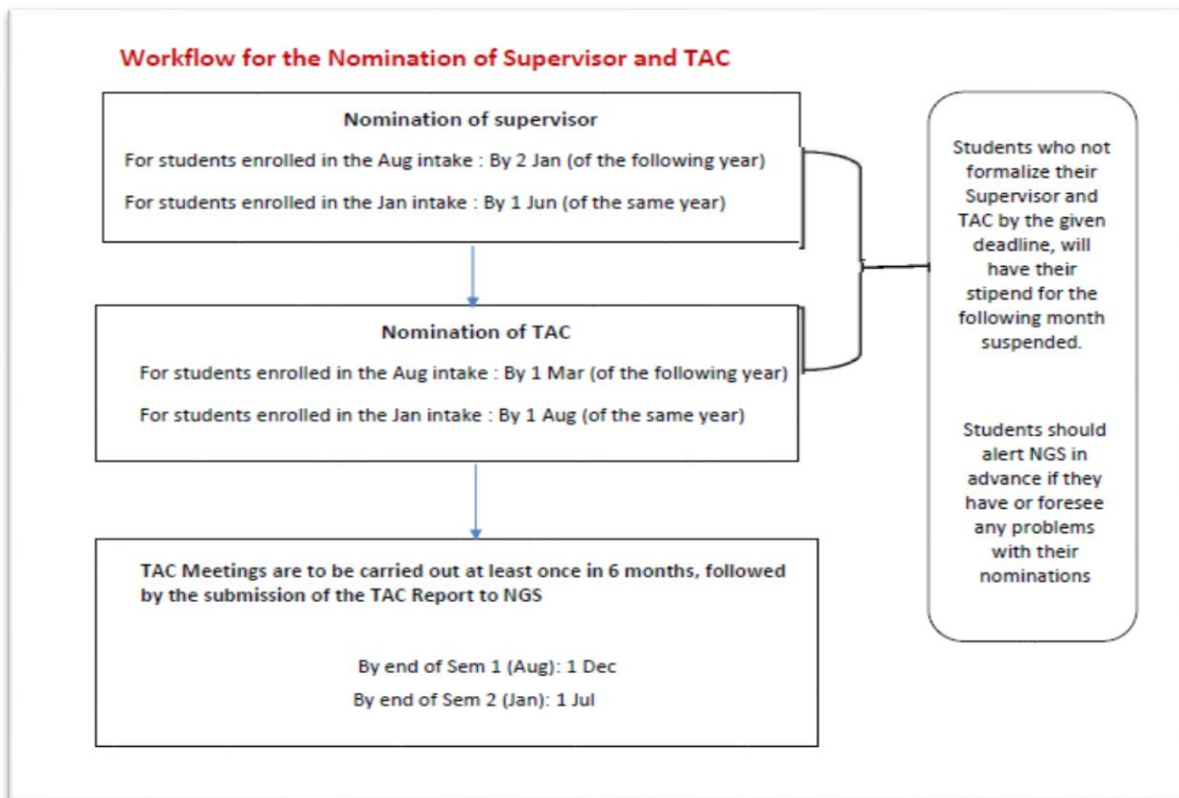 Workflow for the Nomination of Supervisor and TAC
Nomination of supervisor
For students enrolled in the Aug intake : By 2 Jan (of the following year)
For students enrolled in the Jan intake : By 1 Jun (of the same year)
Nomination of TAC
For students enrolled in the Aug intake : By 1 Mar (of the following year)
For students enrolled in the Jan intake : By 1 Aug (of the same year)
TAC Meetings are to be carried out at least once in 6 months, followed
by the submission of the TAC Report to NGS
By end of Sem 1 (Aug): 1 Dec
By end of Sem 2 (Jan): 1 Jul
Students who not
formalize their
Supervisor and
TAC by the given
deadline, will
have their
stipend for the
following month
suspended.
Students should
alert NGS in
advance if they
have or foresee
any problems
with their
nominations